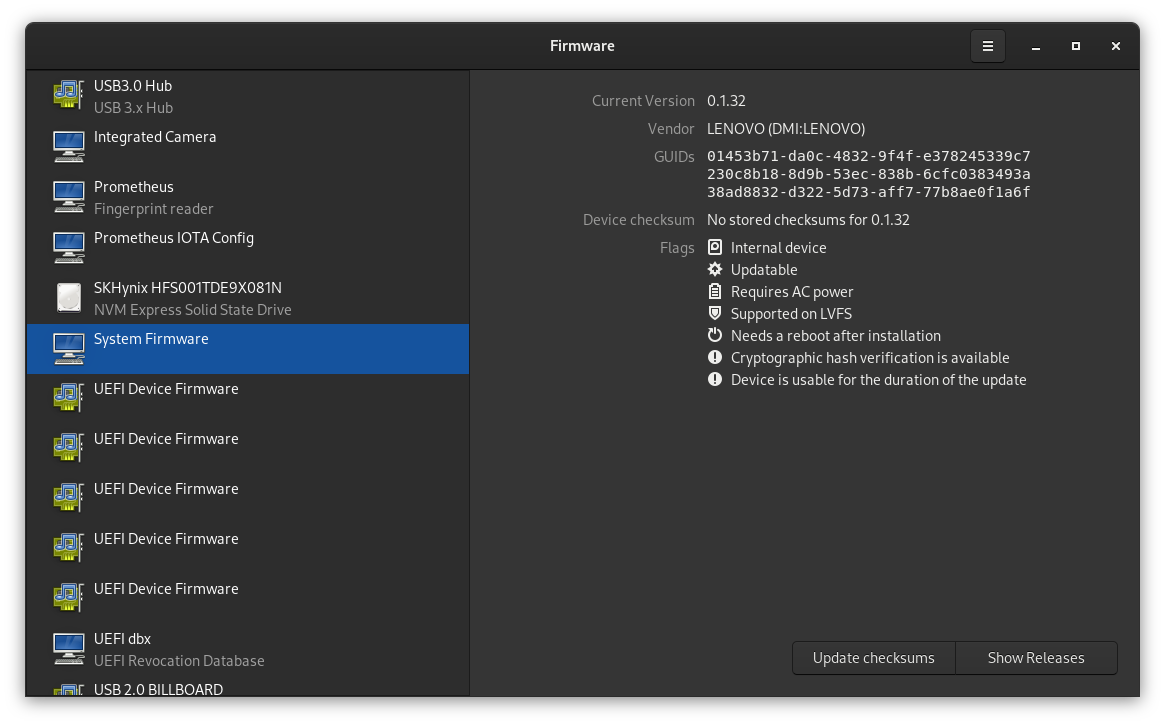 Firmware
USB3.0 Hub
USB 3.x Hub
Integrated Camera
Prometheus
Fingerprint reader
Prometheus IOTA Config
SKHynix HFS001TDE9X081N
NVM Express Solid State Drive
System Firmware
UEFI Device Firmware
UEFI Device Firmware
UEFI Device Firmware
UEFI Device Firmware
UEFI Device Firmware
UEFI dbx
UEFI Revocation Database
USB 2.0 BILLBOARD
Current Version 0.1.32
Vendor LENOVO (DMI:LENOVO)
GUIDs 01453b71-da0c-4832-9f4f-e378245339c7
230c8b18-8d9b-53ec-838b-6cfc0383493a
38ad8832-d322-5d73-aff7-77b8ae0f1a6f
Device checksum No stored checksums for 0.1.32
Flags Internal device
Updatable
Requires AC power
Supported on LVFS
Needs a reboot after installation
Cryptographic hash verification is available
Device is usable for the duration of the update
Update checksums Show Releases